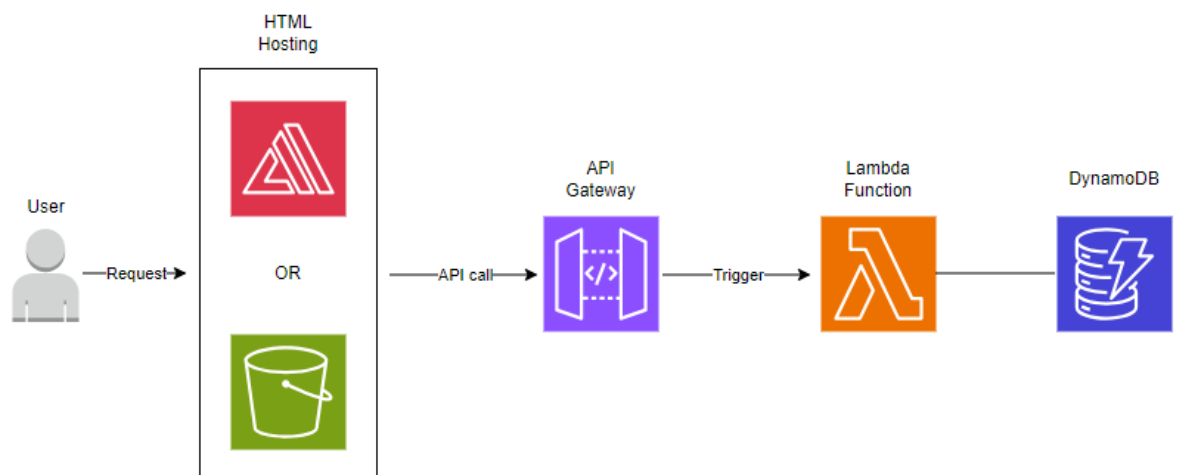 HTML
Hosting
User
Request
OR
API call
API
Gateway
</>
Trigger
Lambda
Function
DynamoDB